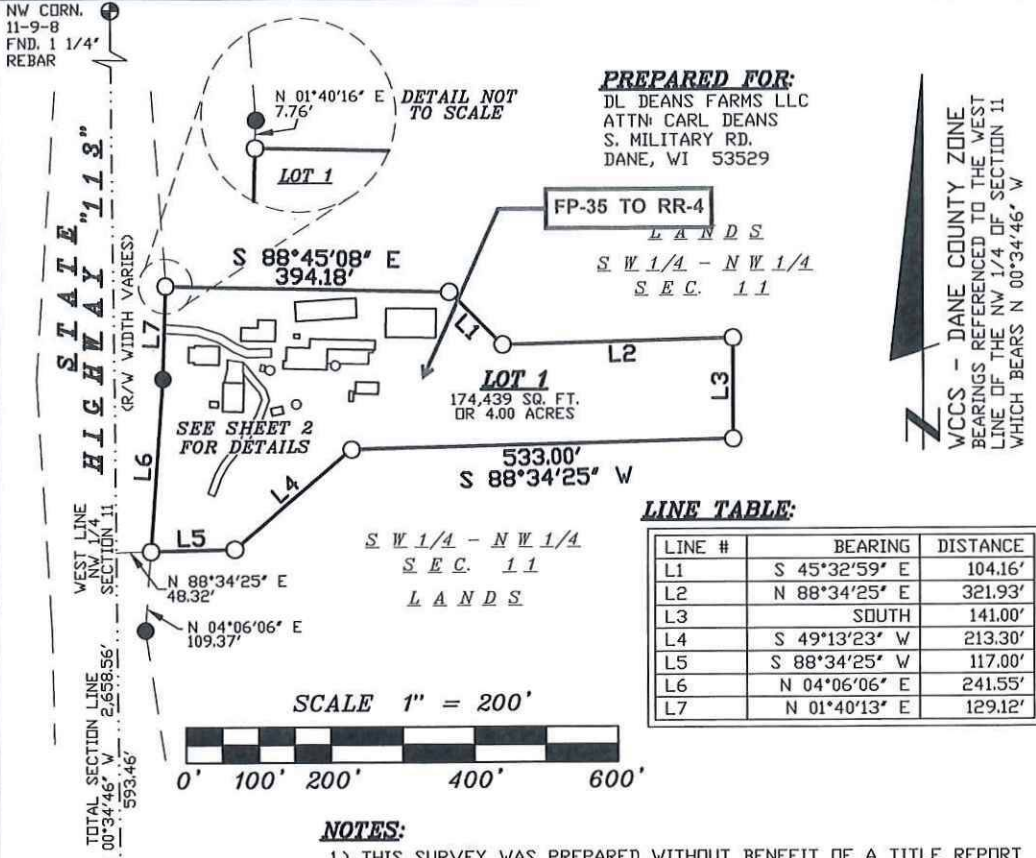 NW CORN.
11-9-8
FND. 1 1/4"
REBAR
N 01°40'16" E
7.76'
DETAIL NOT
TO SCALE
LOT 1
PREPARED FOR:
DL DEANS FARMS LLC
ATTN: CARL DEANS
S. MILITARY RD.
DANE, WI 53529
FP-35 TO RR-4
LANDS
SW 1/4 - NW 1/4
SEC. 11
WCCS - DANE COUNTY ZONE
BEARINGS REFERENCED TO THE WEST
LINE OF THE NW 1/4 OF SECTION 11
WHICH BEARS N 00°34'46" W
N
STATE
HIGHWAY "113"
(R/W WIDTH VARIES)
S 88°45'08" E
394.18'
L7
L1
L2
L3
LOT 1
174,439 SQ. FT.
OR 4.00 ACRES
SEE SHEET 2
FOR DETAILS
L6
L4
533.00'
S 88°34'25" W
L5
WEST LINE
NW 1/4
SECTION 11
N 88°34'25" E
48.32'
N 04°06'06" E
109.37'
SW 1/4 - NW 1/4
SEC. 11
LANDS
TOTAL SECTION LINE
00°34'46" W 2,658.56'
593.46'
LINE TABLE:
LINE # BEARING DISTANCE
L1 S 45°32'59" E 104.16'
L2 N 88°34'25" E 321.93'
L3 SOUTH 141.00'
L4 S 49°13'23" W 213.30'
L5 S 88°34'25" W 117.00'
L6 N 04°06'06" E 241.55'
L7 N 01°40'13" E 129.12'
SCALE 1" = 200'
0' 100' 200' 400' 600'
NOTES:
1.) THIS SURVEY WAS PREPARED WITHOUT BENEFIT OF A TITLE REPORT